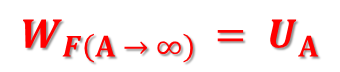 W_F(A → ∞) = U_A